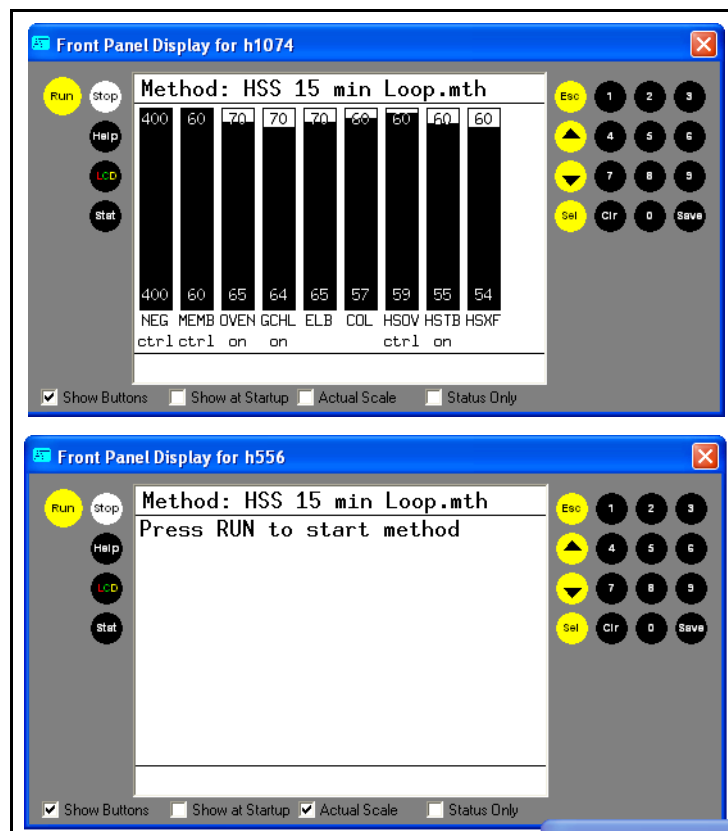 Front Panel Display for h1074
Method: HSS 15 min Loop.mth
Run Stop Help LCD Stat
400 60 70 70 70 60 60 60 60
400 60 65 64 65 57 59 55 54
NEG MEMB OVEN GCHL ELB COL HSOV HSTB HSXF
ctrl ctrl on on ctrl on
Esc 1 2 3
4 5 6
7 8 9
Sel Clr 0 Save
Show Buttons Show at Startup Actual Scale Status Only
Front Panel Display for h556
Method: HSS 15 min Loop.mth
Press RUN to start method
Run Stop Help LCD Stat
Esc 1 2 3
4 5 6
7 8 9
Sel Clr 0 Save
Show Buttons Show at Startup Actual Scale Status Only